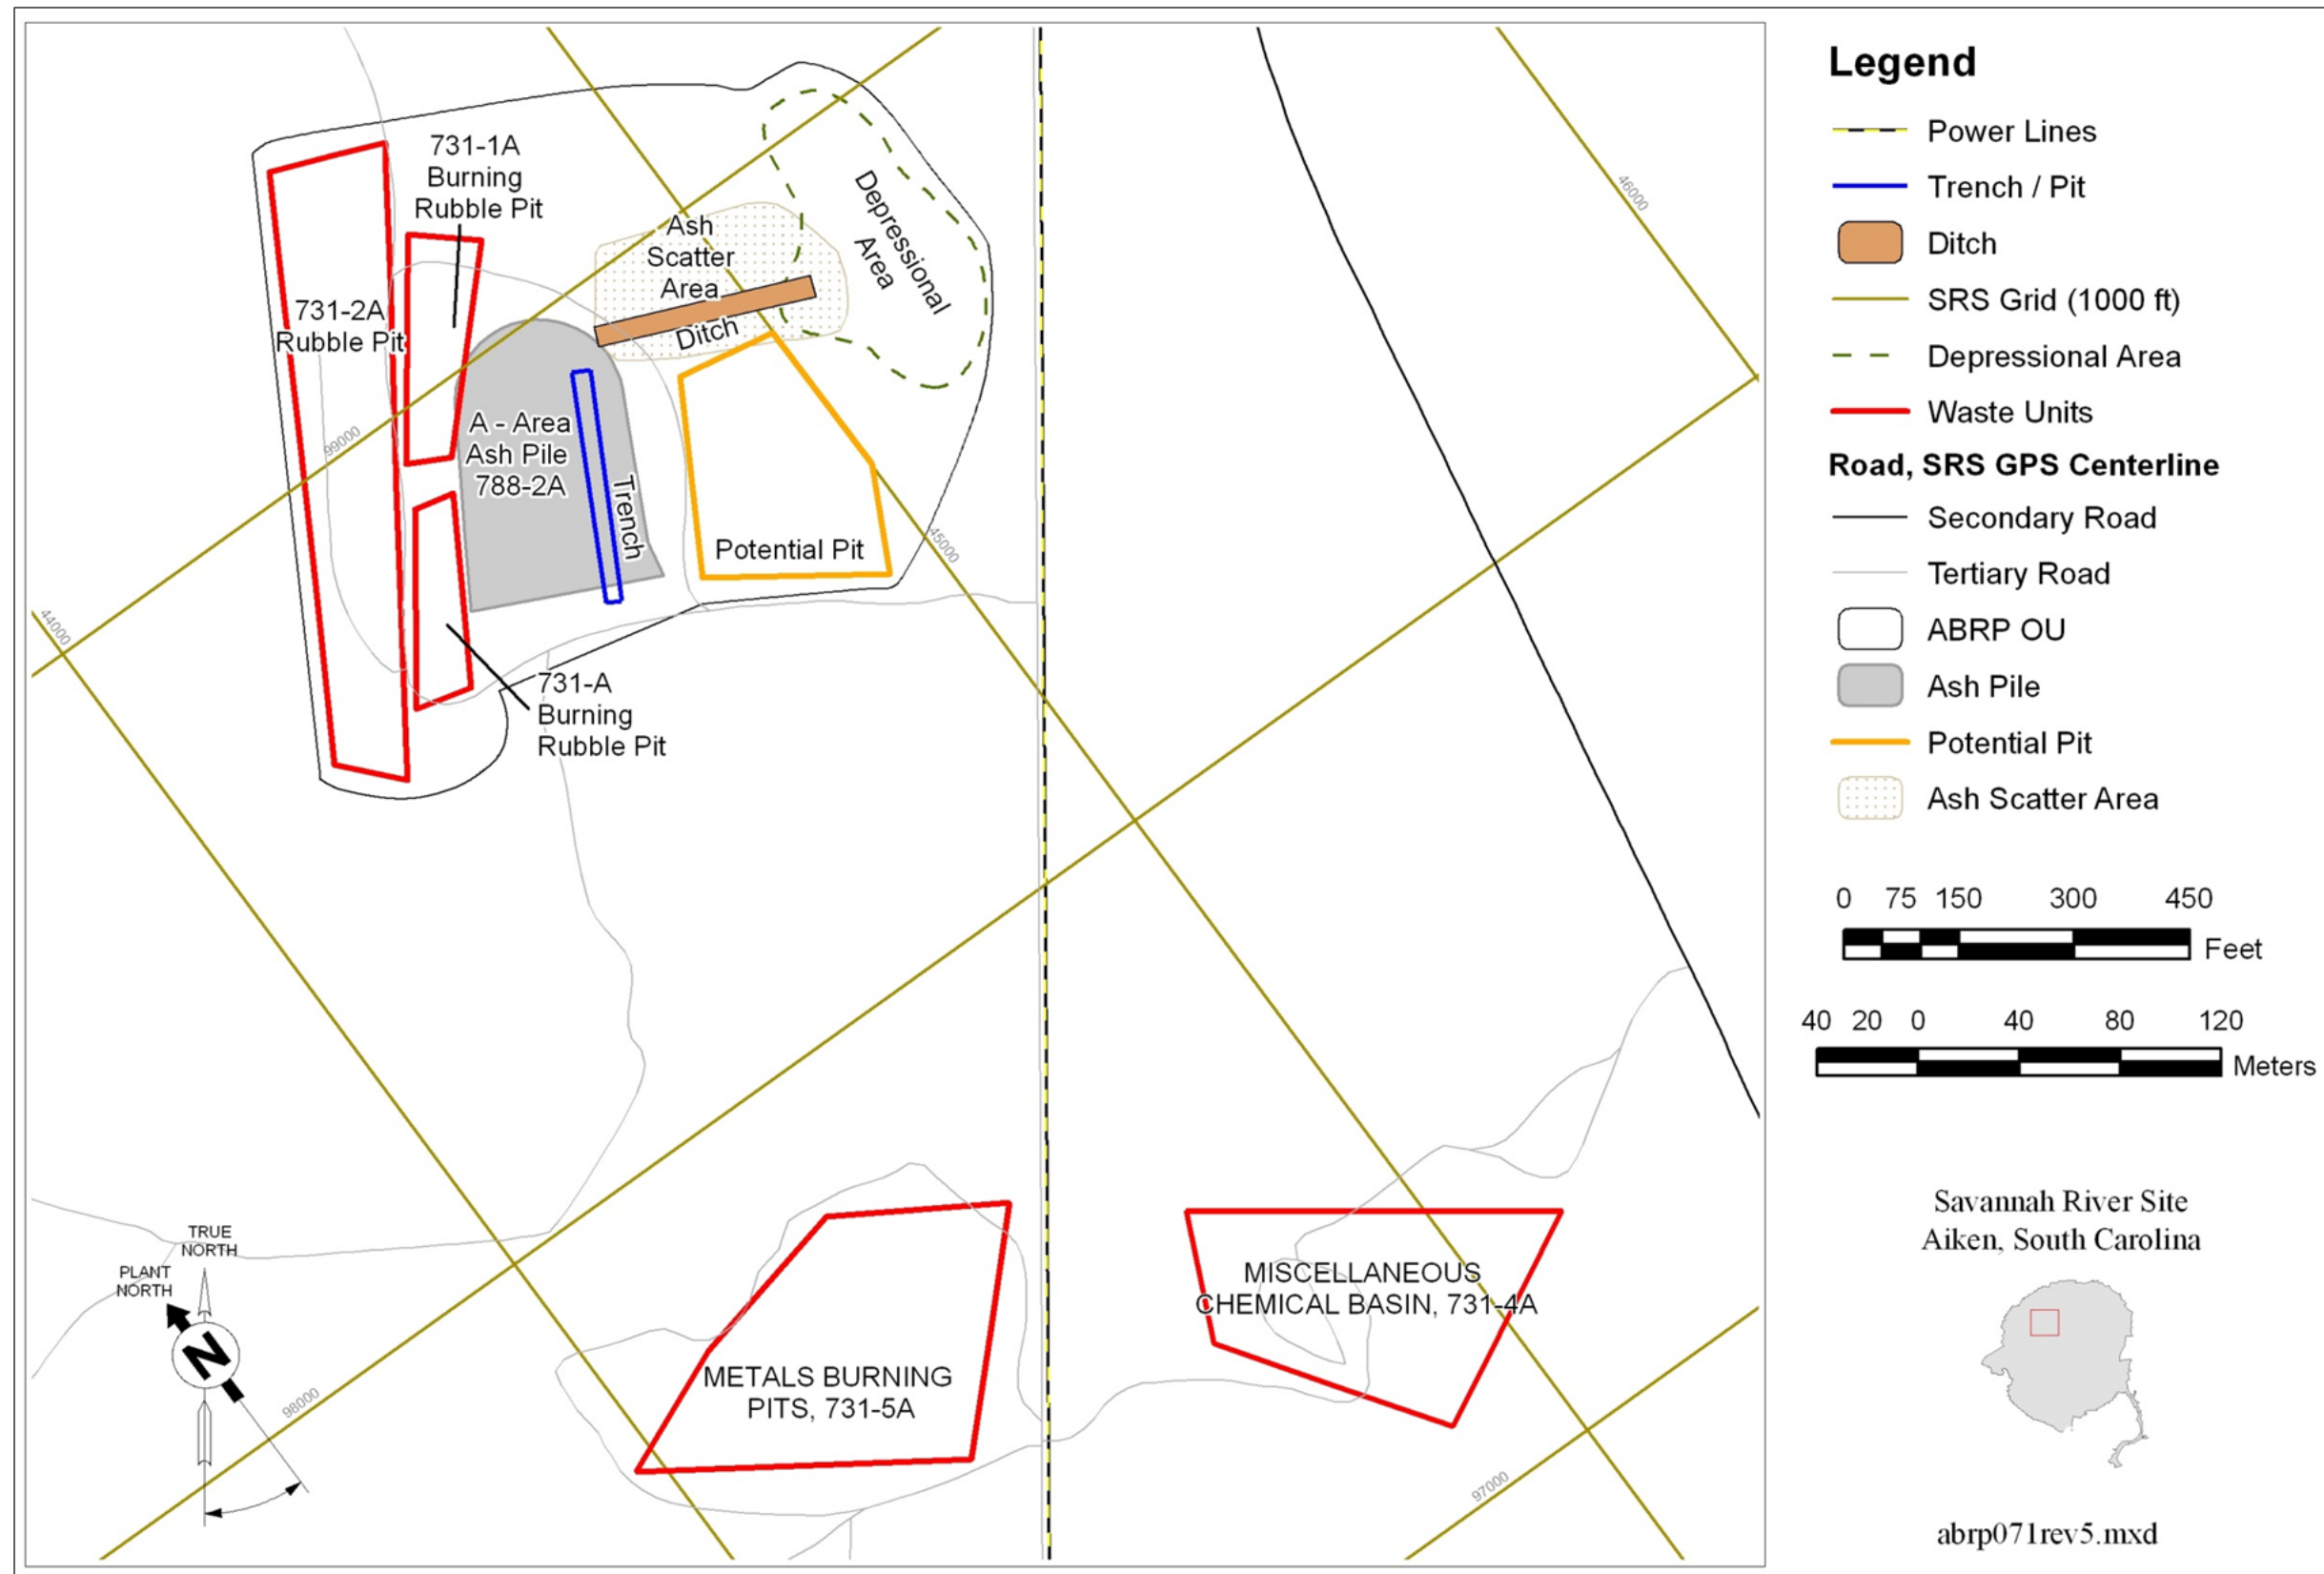 731-1A
Burning
Rubble Pit
731-2A
Rubble Pit
Ash
Scatter
Area
Ditch
Depressional
Area
A - Area
Ash Pile
788-2A
Trench
Potential Pit
731-A
Burning
Rubble Pit
99000
44000
45000
46000
98000
97000
METALS BURNING
PITS, 731-5A
MISCELLANEOUS
CHEMICAL BASIN, 731-4A
TRUE
NORTH
PLANT
NORTH
N
Legend
Power Lines
Trench / Pit
Ditch
SRS Grid (1000 ft)
Depressional Area
Waste Units
Road, SRS GPS Centerline
Secondary Road
Tertiary Road
ABRP OU
Ash Pile
Potential Pit
Ash Scatter Area
0 75 150 300 450
Feet
40 20 0 40 80 120
Meters
Savannah River Site
Aiken, South Carolina
abrp071rev5.mxd